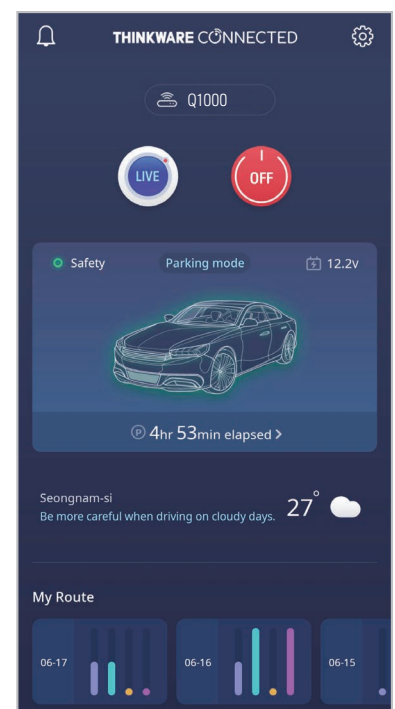 THINKWARE CONNECTED
Q1000
LIVE
OFF
Safety
Parking mode
12.2v
P 4hr 53min elapsed >
Seongnam-si
Be more careful when driving on cloudy days.
27°
My Route
06-17
06-16
06-15